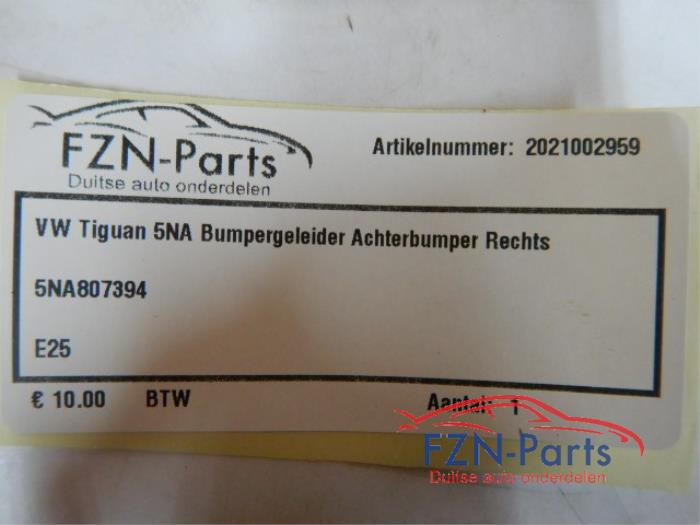 FZN-Parts
Duitse auto onderdelen
Artikelnummer: 2021002959
VW Tiguan 5NA Bumpergeleider Achterbumper Rechts
5NA807394
E25
€ 10.00 BTW Aantal: 1
FZN-Parts
Duitse auto onderdelen